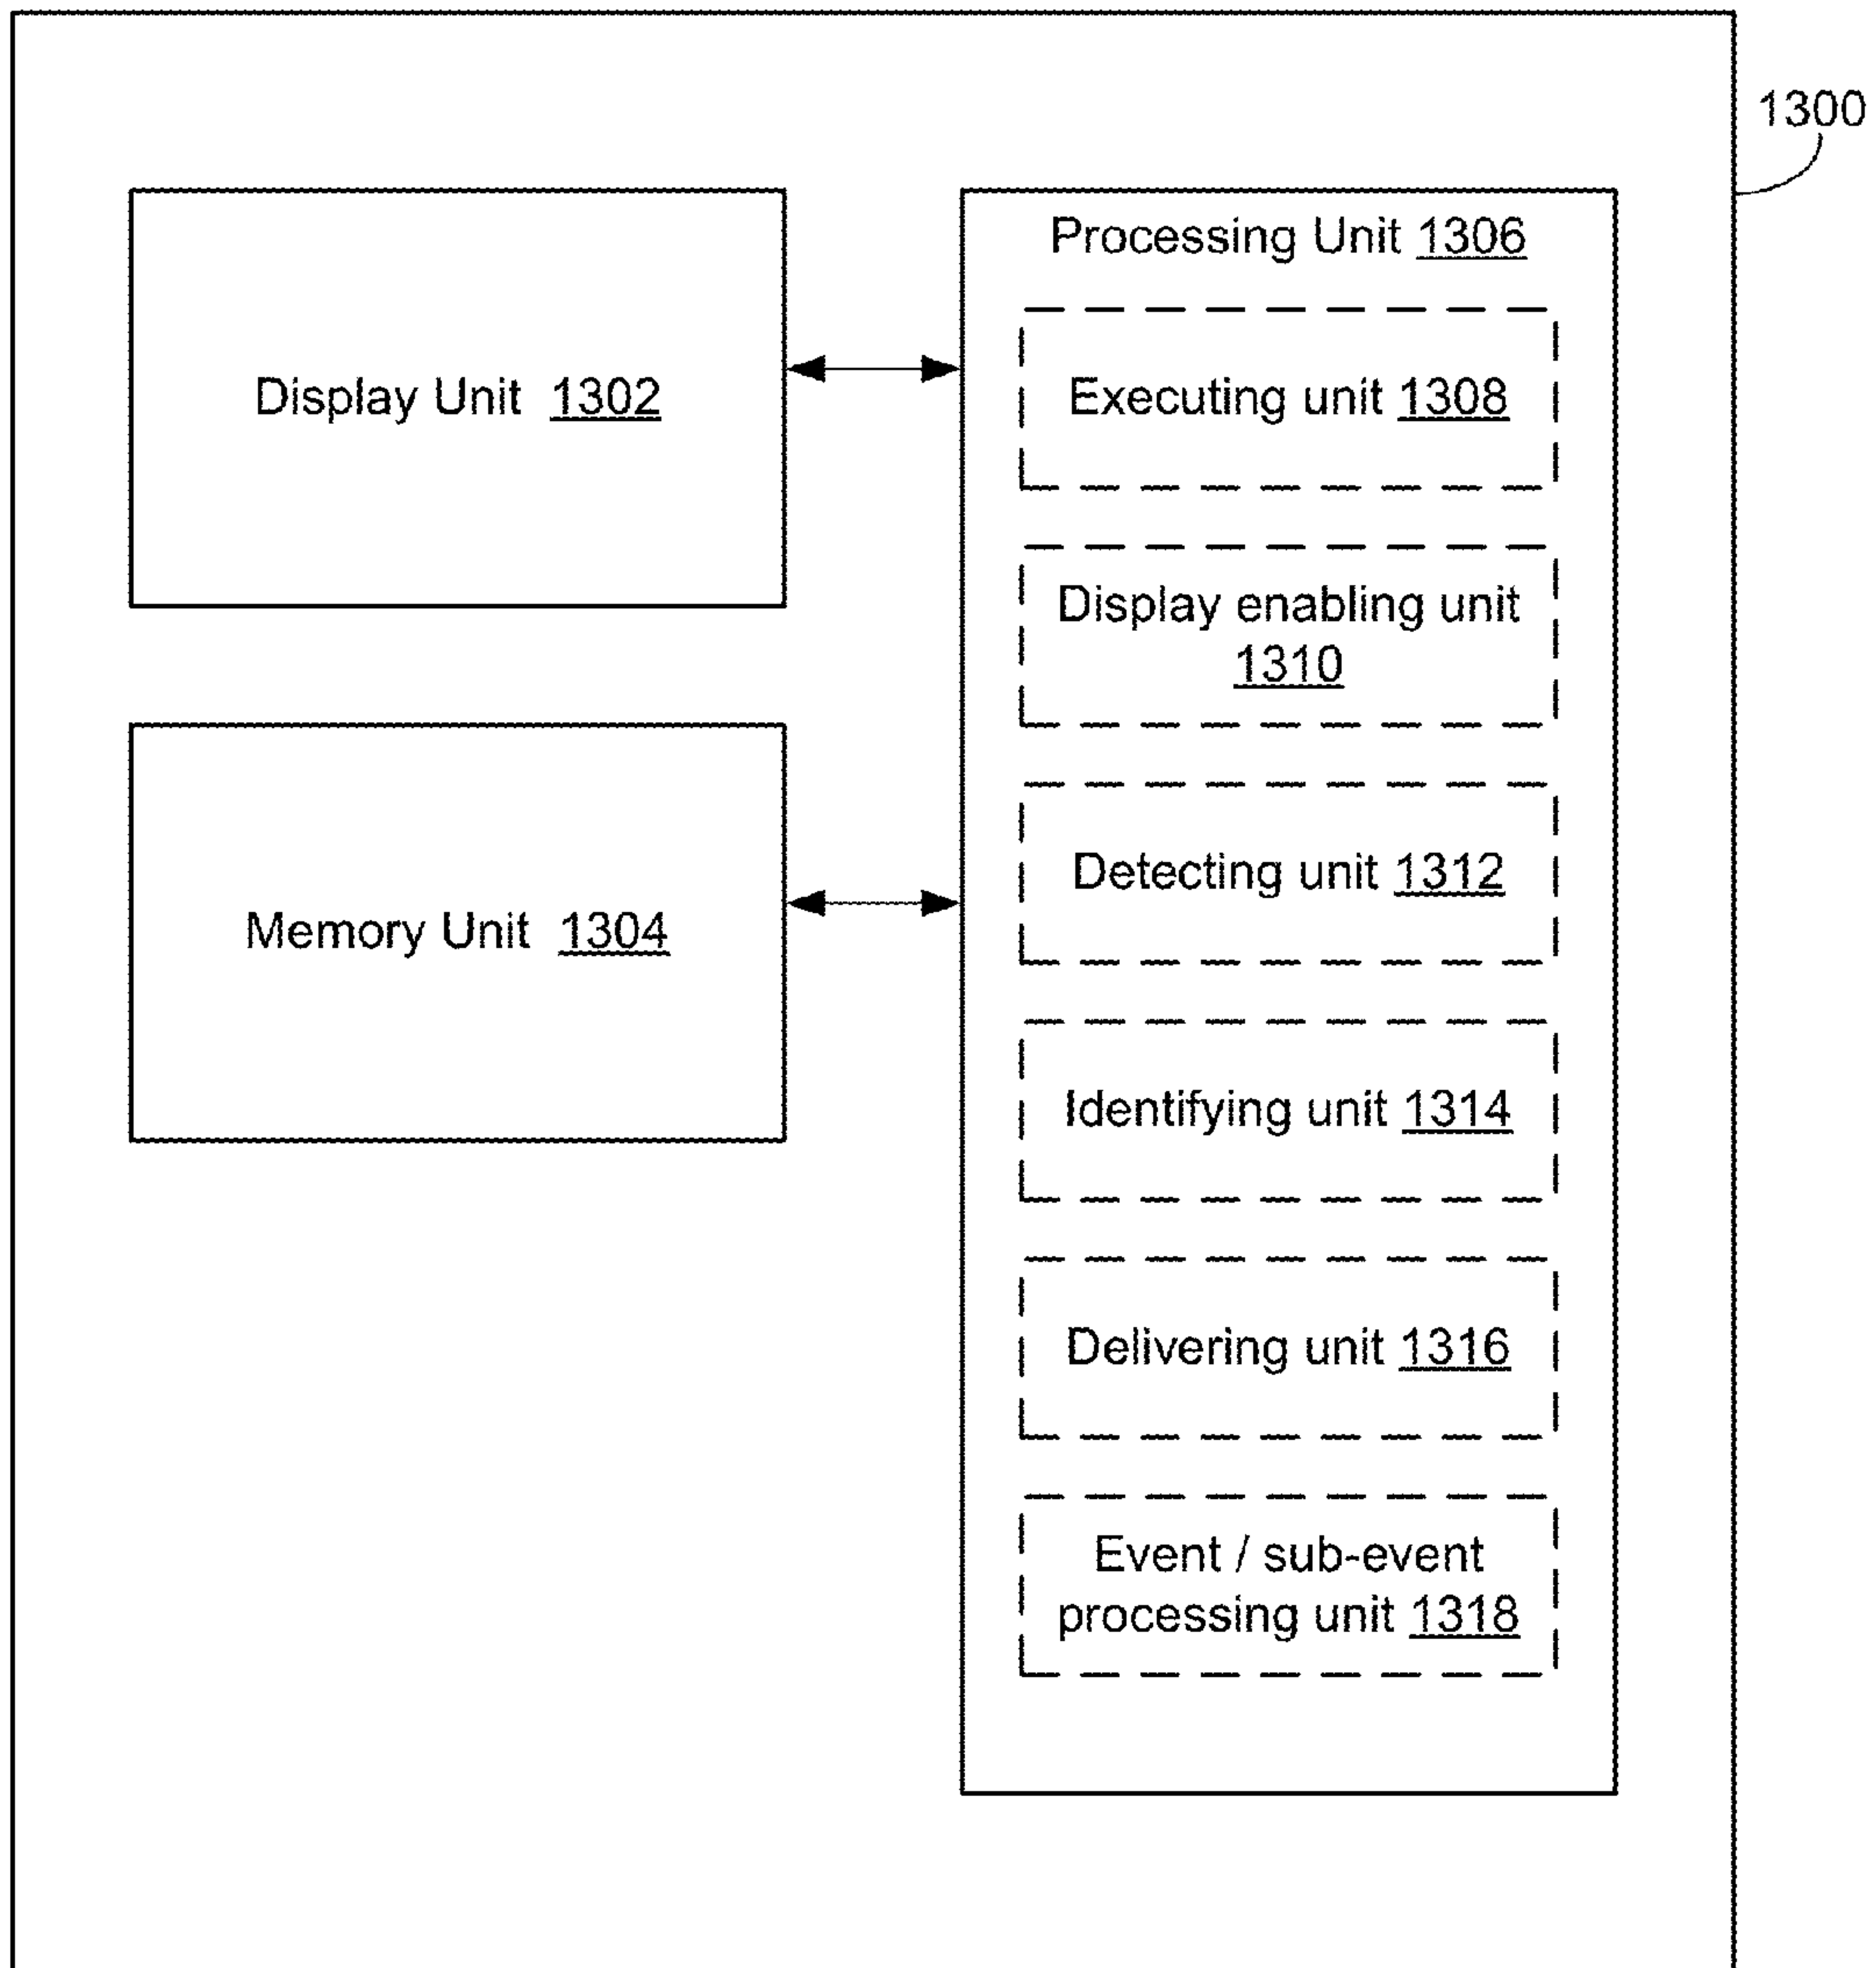 1300
Display Unit 1302
Memory Unit 1304
Processing Unit 1306
Executing unit 1308
Display enabling unit
1310
Detecting unit 1312
Identifying unit 1314
Delivering unit 1316
Event / sub-event
processing unit 1318